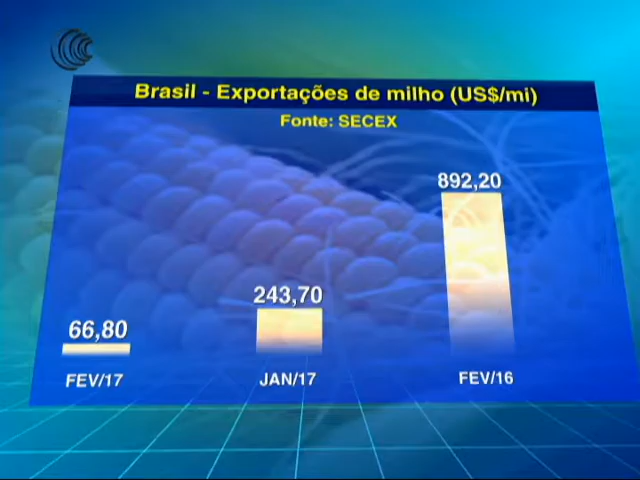 Brasil - Exportações de milho (US$/mi)
Fonte: SECEX
892,20
243,70
66,80
FEV/17 JAN/17 FEV/16